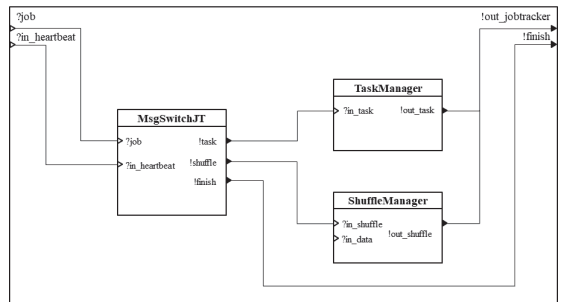 ?job
!out_jobtracker
?in_heartbeat
!finish
TaskManager
?in_task
!out_task
MsgSwitchJT
?job
!task
?in_heartbeat
!shuffle
!finish
ShuffleManager
?in_shuffle
?in_data
!out_shuffle